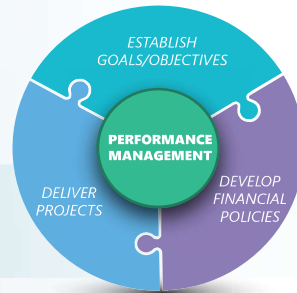 ESTABLISH
GOALS/OBJECTIVES
PERFORMANCE
MANAGEMENT
DELIVER
PROJECTS
DEVELOP
FINANCIAL
POLICIES